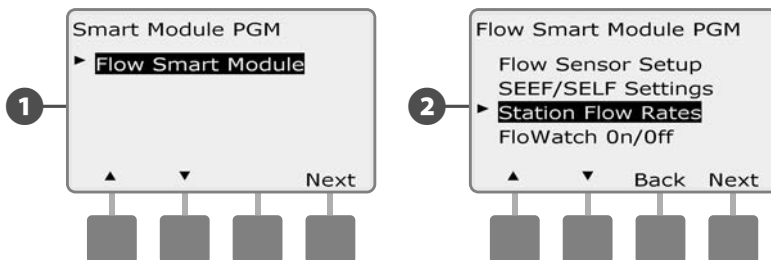 Smart Module PGM
Flow Smart Module
1
Next
Flow Smart Module PGM
Flow Sensor Setup
SEEF/SELF Settings
2
Station Flow Rates
FloWatch On/Off
Back Next